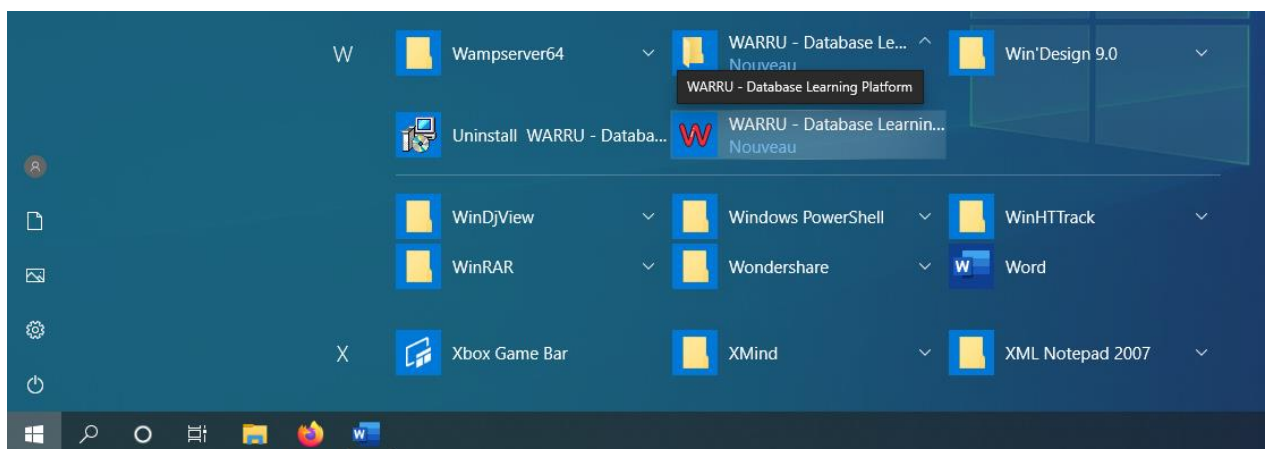 W
Wampserver64
WARRU - Database Le...
Nouveau
Win'Design 9.0
WARRU - Database Learning Platform
Uninstall WARRU - Databa...
WARRU - Database Learnin...
Nouveau
WinDjView
Windows PowerShell
WinHTTrack
WinRAR
Wondershare
Word
X
Xbox Game Bar
XMind
XML Notepad 2007